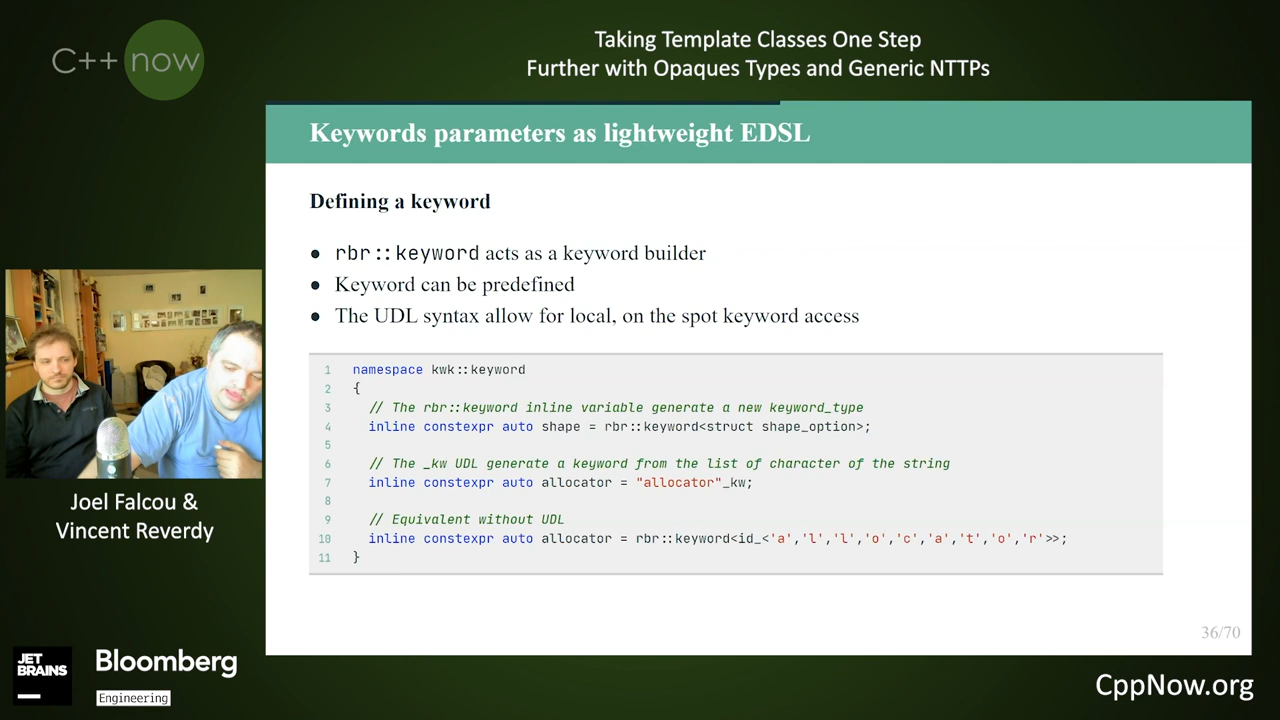 C++ now
Taking Template Classes One Step
Further with Opaques Types and Generic NTTPs
Keywords parameters as lightweight EDSL
Defining a keyword
● rbr::keyword acts as a keyword builder
● Keyword can be predefined
● The UDL syntax allow for local, on the spot keyword access
1 namespace kwk::keyword
2 {
3 // The rbr::keyword inline variable generate a new keyword_type
4 inline constexpr auto shape = rbr::keyword<struct shape_option>;
5
6 // The _kw UDL generate a keyword from the list of character of the string
7 inline constexpr auto allocator = "allocator"_kw;
8
9 // Equivalent without UDL
10 inline constexpr auto allocator = rbr::keyword<id_<'a','l','l','o','c','a','t','o','r'>>;
11 }
36/70
Joel Falcou &
Vincent Reverdy
JET
BRAINS
Bloomberg
Engineering
CppNow.org